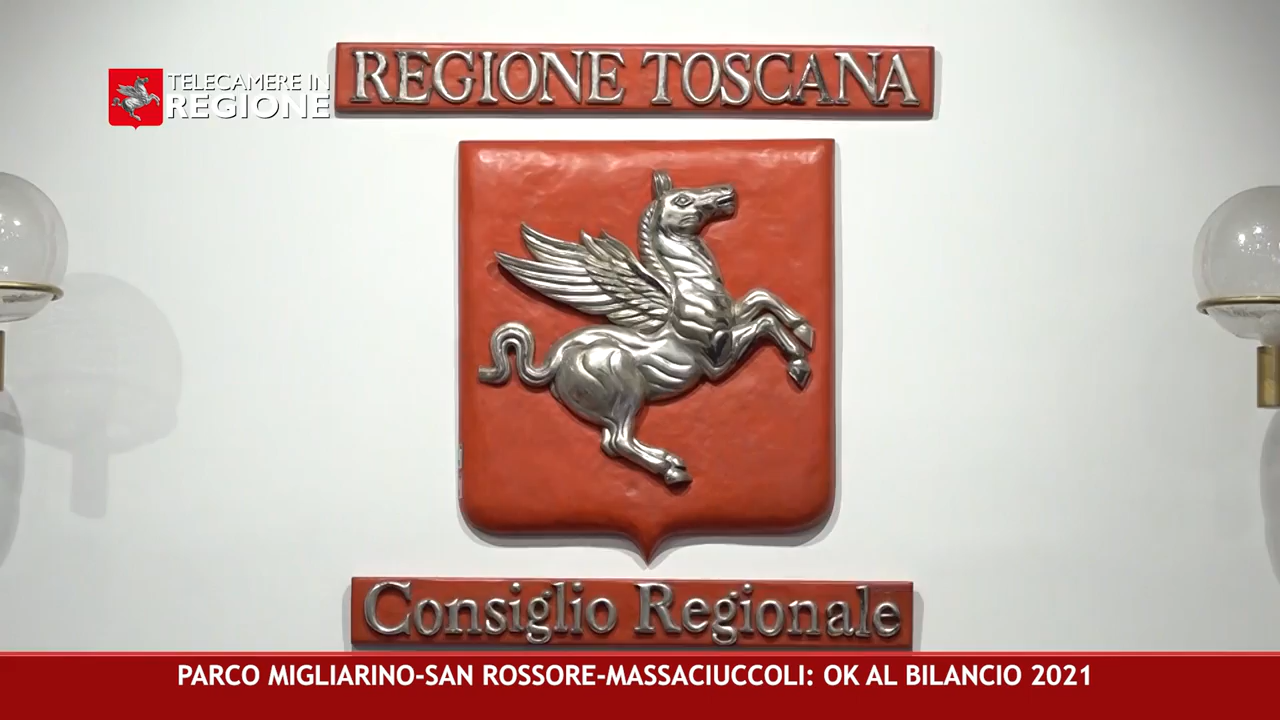 REGIONE TOSCANA
TELECAMERE IN
REGIONE
Consiglio Regionale
PARCO MIGLIARINO-SAN ROSSORE-MASSACIUCCOLI: OK AL BILANCIO 2021